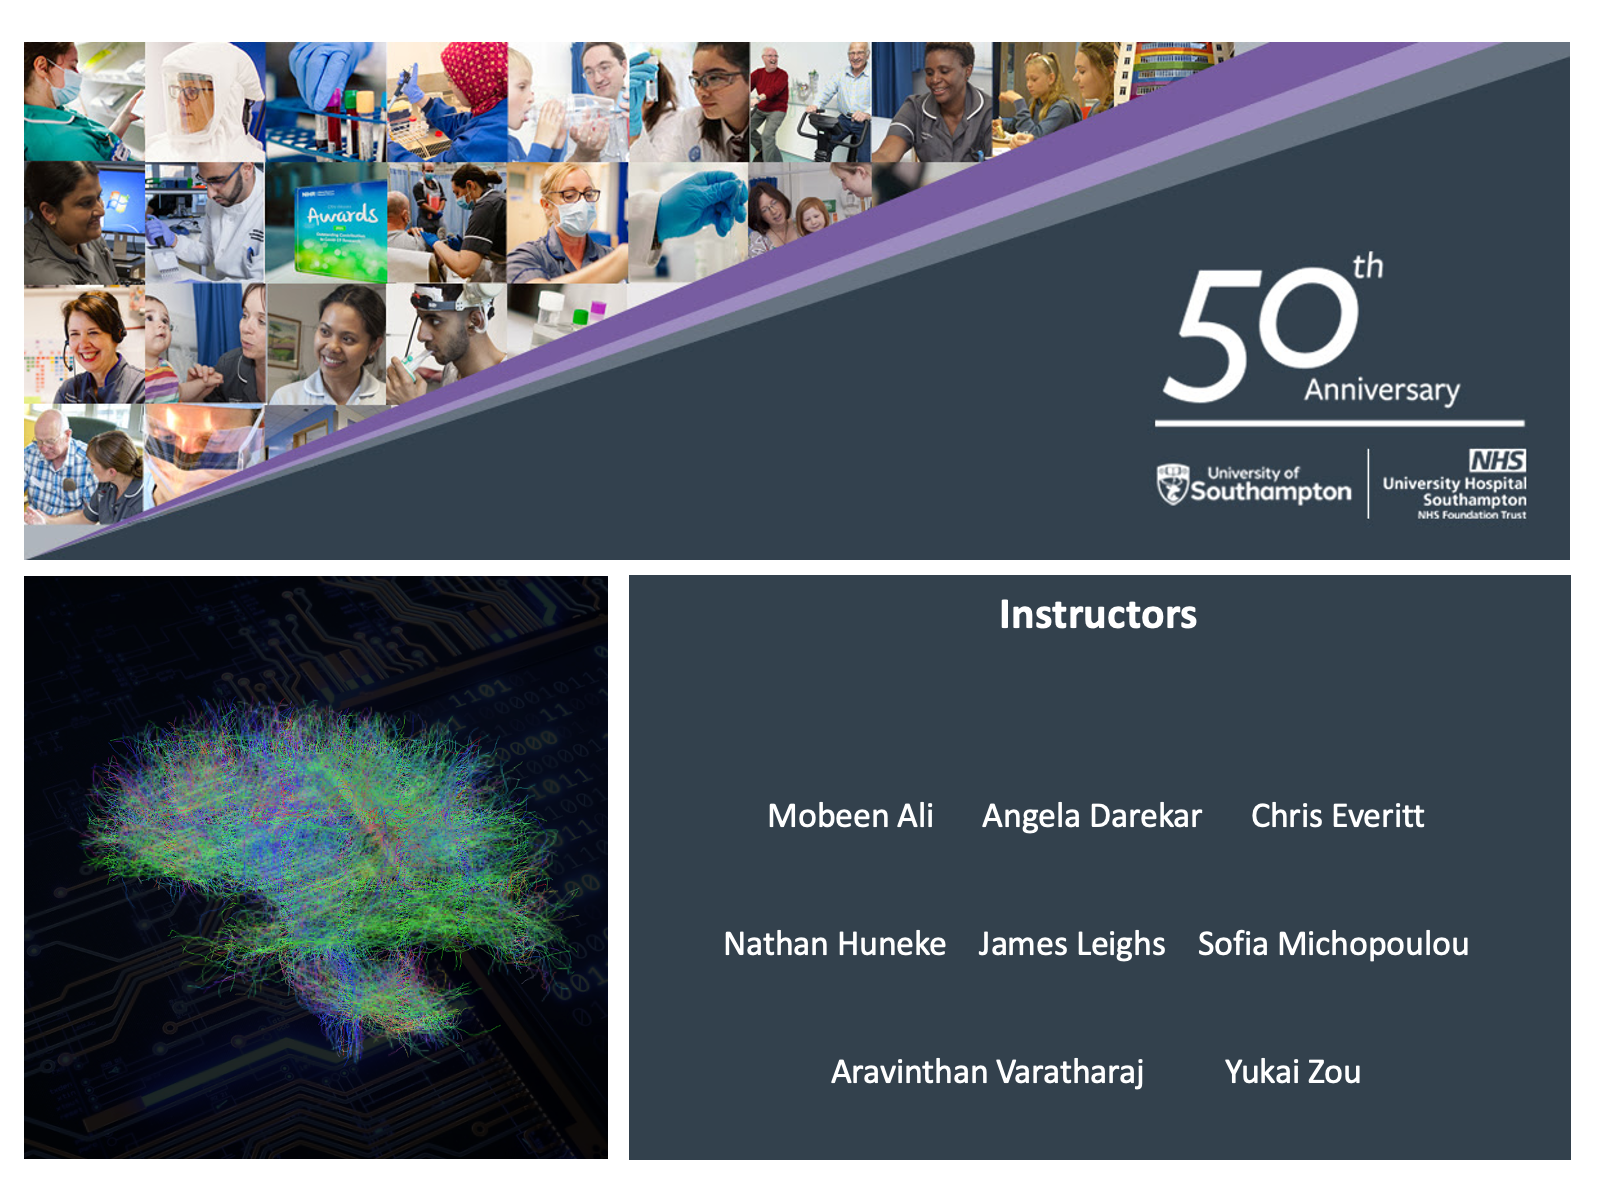 NIHR
Awards
50th
Anniversary
University of
Southampton
NHS
University Hospital
Southampton
NHS Foundation Trust
Instructors
Mobeen Ali Angela Darekar Chris Everitt
Nathan Huneke James Leighs Sofia Michopoulou
Aravinthan Varatharaj Yukai Zou